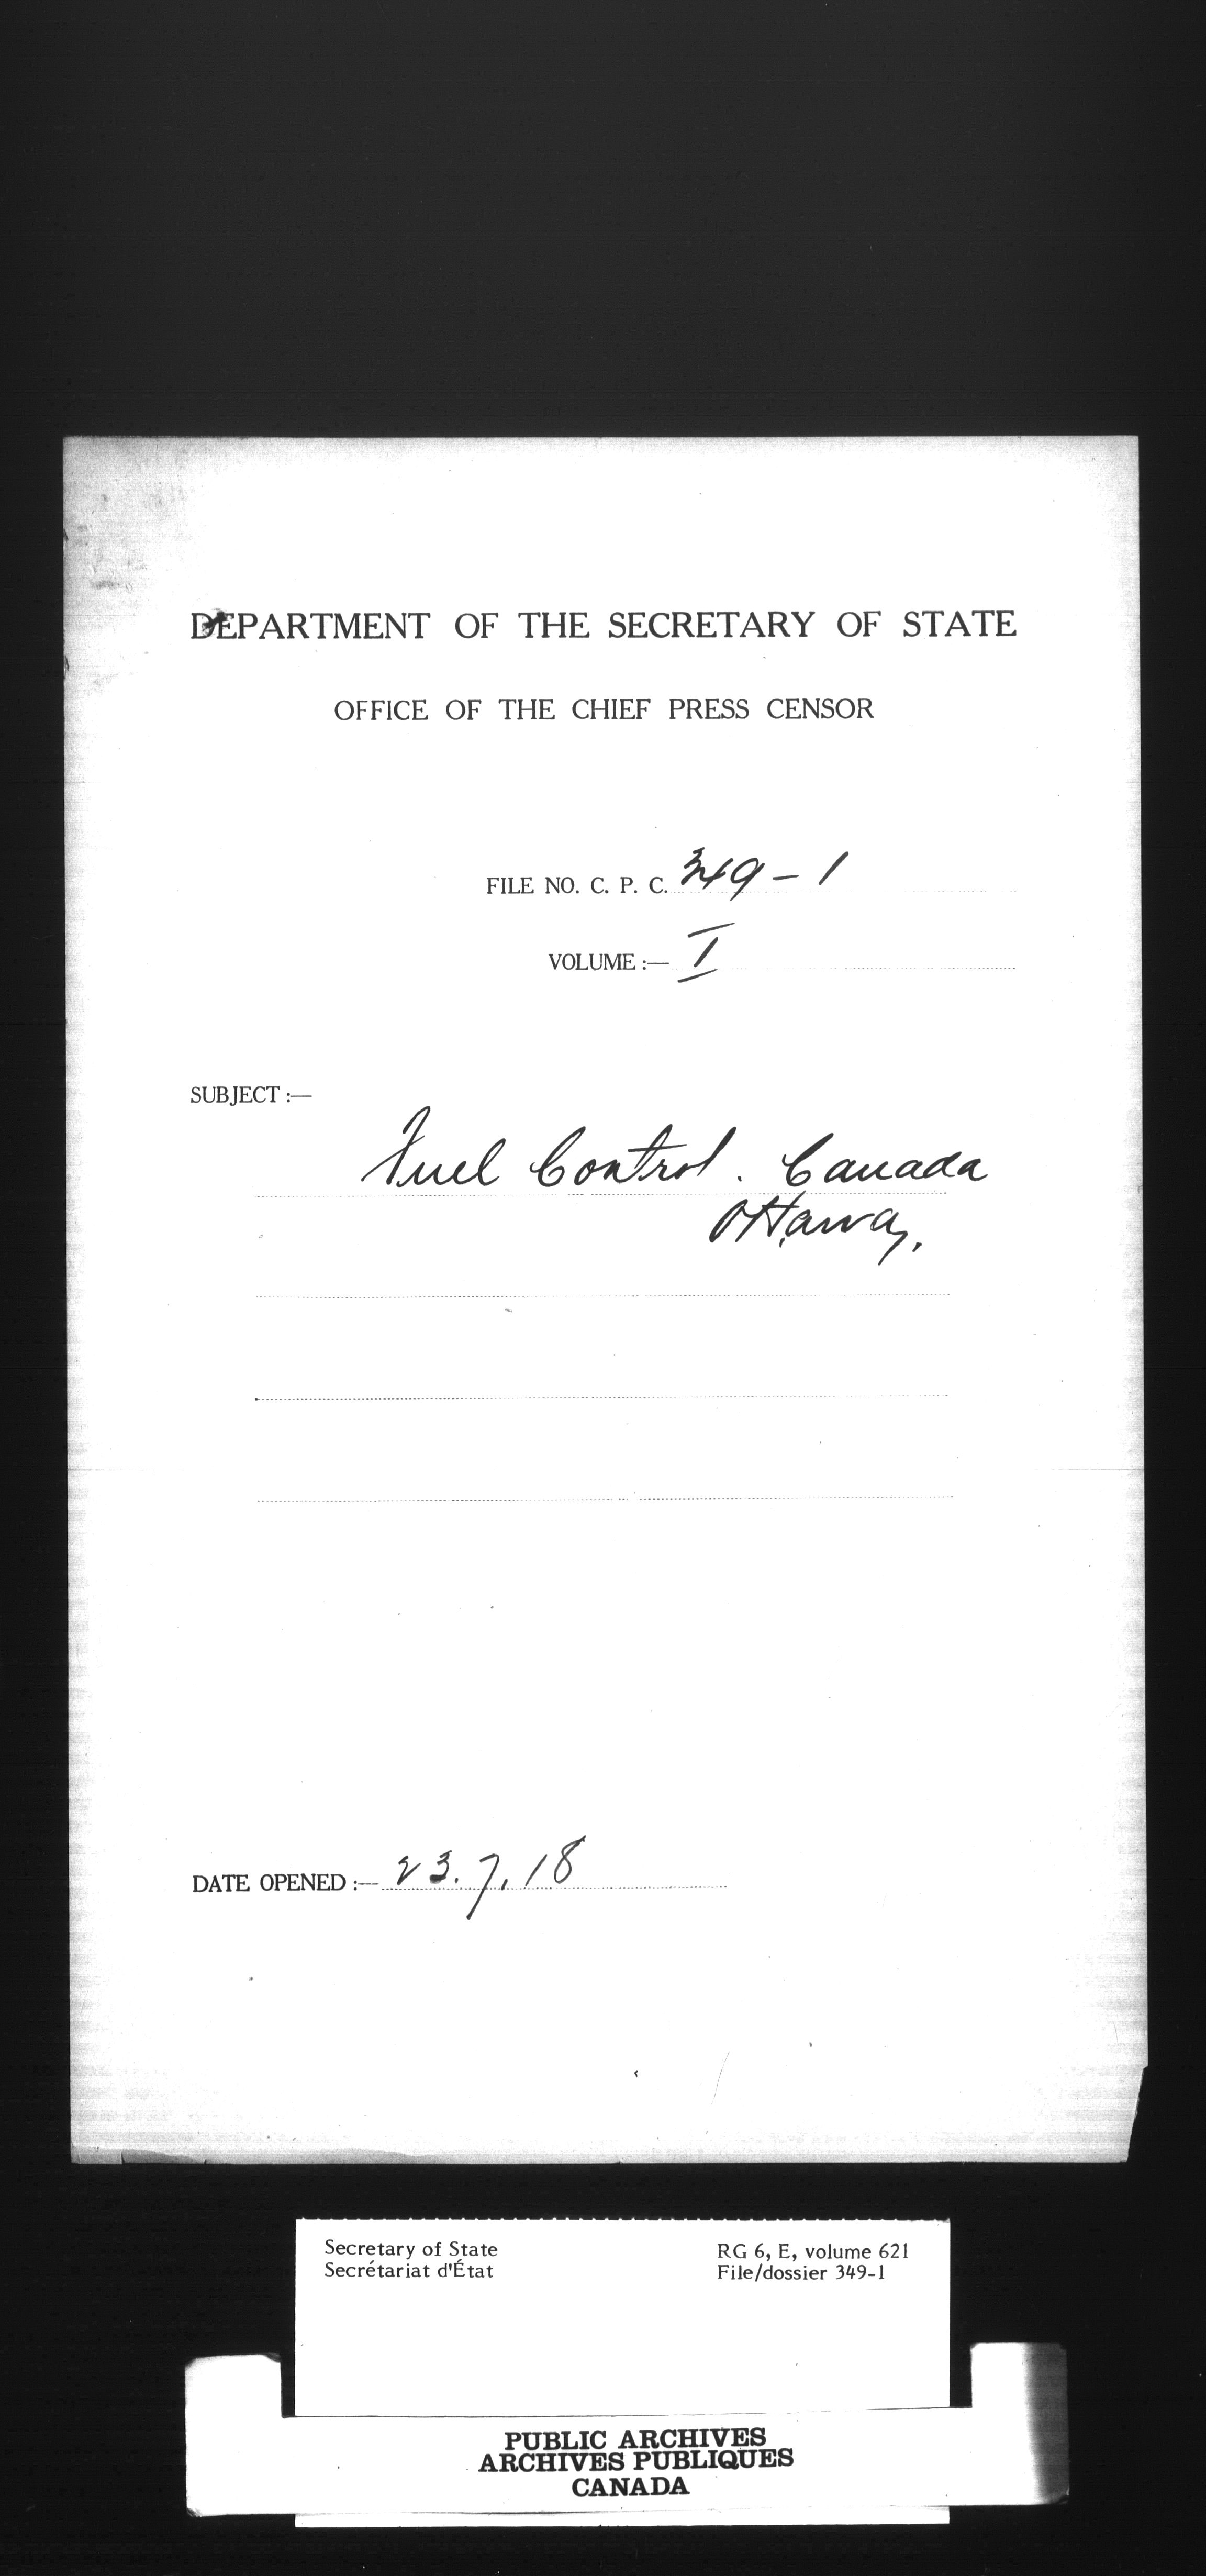 DEPARTMENT OF THE SECRETARY OF STATE
OFFICE OF THE CHIEF PRESS CENSOR
FILE NO. C. P. C. 349-1
VOLUME :— I
SUBJECT :—
Fuel Control. Canada
Ottawa.
DATE OPENED :— 23.7.18
Secretary of State
Secrétariat d'État
RG 6, E, volume 621
File/dossier 349-1
PUBLIC ARCHIVES
ARCHIVES PUBLIQUES
CANADA